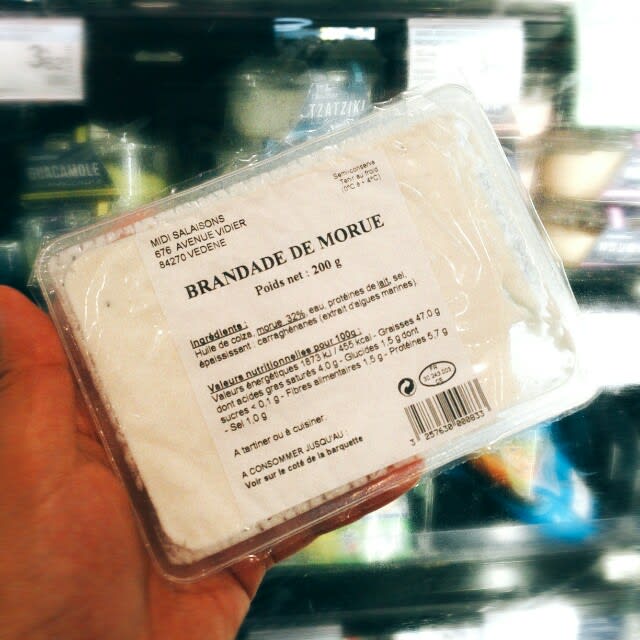 TZATZIKI
GUACAMOLE
Semi-conserve
Tenir au froid
(0°C à + 4°C)
MIDI SALAISONS
676 AVENUE VIDIER
84270 VEDENE
BRANDADE DE MORUE
Poids net : 200 g
Ingrédients :
Huile de colza, morue 32%, eau, protéines de lait, sel,
épaississant : carraghénanes (extrait d'algues marines).
Valeurs nutritionnelles pour 100g :
Valeurs énergétiques 1873 kJ / 455 kcal - Graisses 47.0 g
dont acides gras saturés 4,0 g - Glucides 1,5 g dont
sucres < 0,1 g - Fibres alimentaires 1,5 g - Protéines 5,7 g
- Sel 1,0 g
A tartiner ou à cuisiner.
A CONSOMMER JUSQU'AU :
Voir sur le coté de la barquette
3 257630 000833